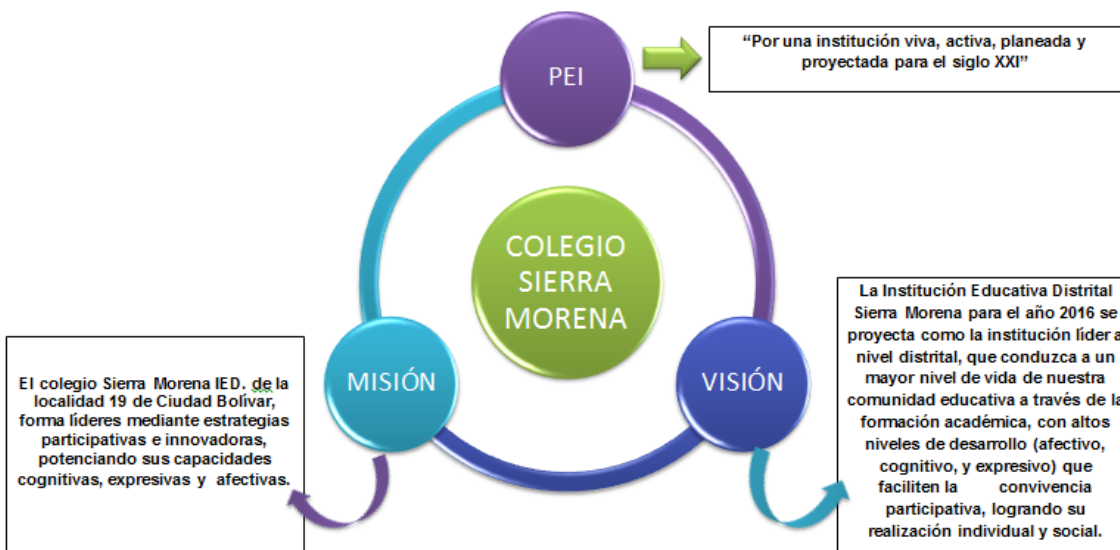 PEI
“Por una institución viva, activa, planeada y
proyectada para el siglo XXI”
COLEGIO
SIERRA
MORENA
MISIÓN
El colegio Sierra Morena IED. de la
localidad 19 de Ciudad Bolívar,
forma líderes mediante estrategias
participativas e innovadoras,
potenciando sus capacidades
cognitivas, expresivas y afectivas.
VISIÓN
La Institución Educativa Distrital
Sierra Morena para el año 2016 se
proyecta como la institución líder a
nivel distrital, que conduzca a un
mayor nivel de vida de nuestra
comunidad educativa a través de la
formación académica, con altos
niveles de desarrollo (afectivo,
cognitivo, y expresivo) que
faciliten la convivencia
participativa, logrando su
realización individual y social.